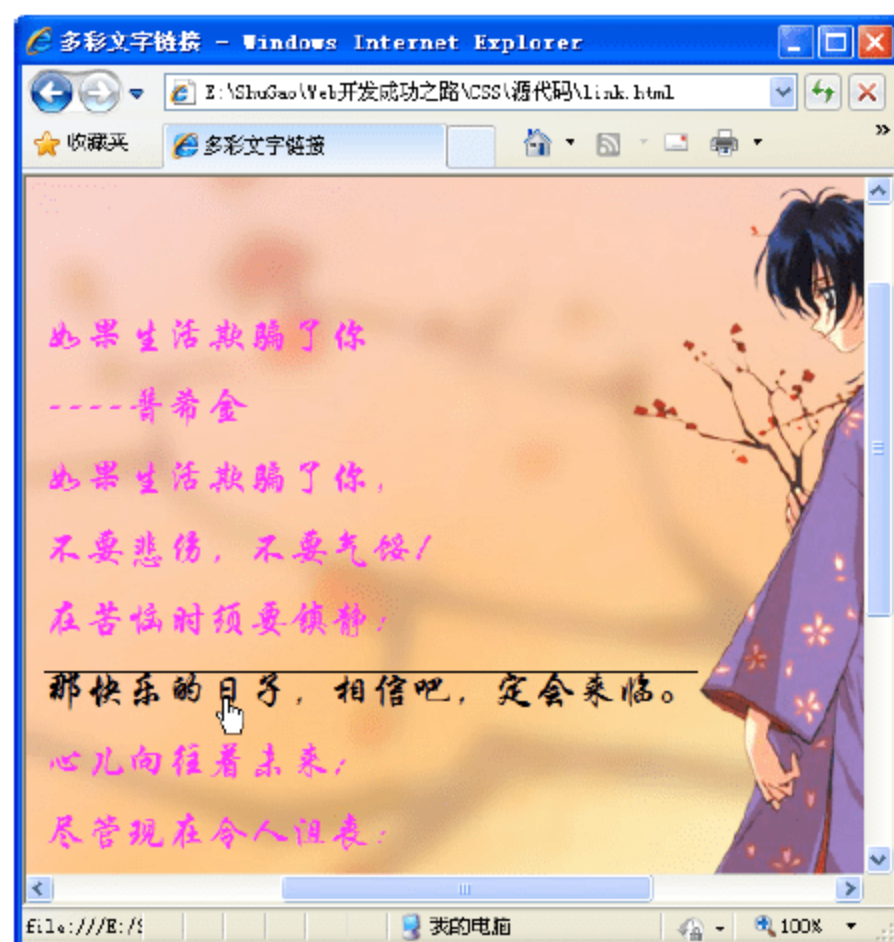 多彩文字链接 - Windows Internet Explorer
E:\ShuGao\Web开发成功之路\CSS\源代码\link.html
收藏夹
多彩文字链接
»
如果生活欺骗了你
----普希金
如果生活欺骗了你，
不要悲伤，不要气馁！
在苦恼时须要镇静；
那快乐的日子，相信吧，定会来临。
心儿向往着未来；
尽管现在令人沮丧：
file:///E:/S
我的电脑
100%